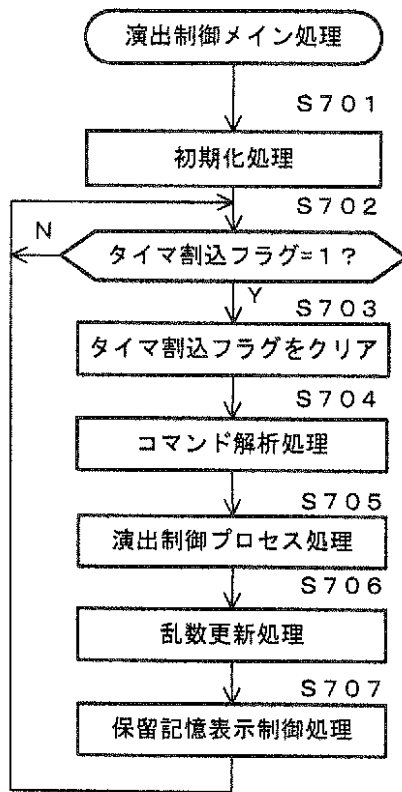 演出制御メイン処理
S701
初期化処理
S702
N
タイマ割込フラグ=1?
Y
S703
タイマ割込フラグをクリア
S704
コマンド解析処理
S705
演出制御プロセス処理
S706
乱数更新処理
S707
保留記憶表示制御処理